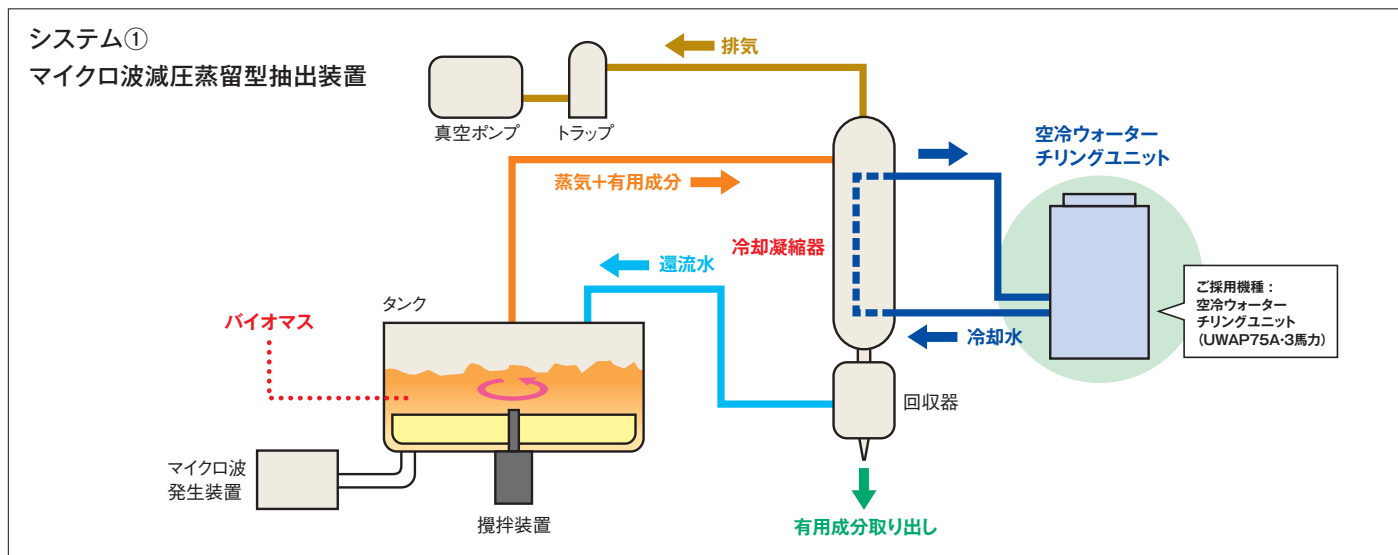 システム①
マイクロ波減圧蒸留型抽出装置
排気
真空ポンプ
トラップ
蒸気+有用成分
空冷ウォーター
チリングユニット
冷却凝縮器
還流水
タンク
バイオマス
ご採用機種：
空冷ウォーター
チリングユニット
（UWAP75A･3馬力）
冷却水
回収器
マイクロ波
発生装置
攪拌装置
有用成分取り出し